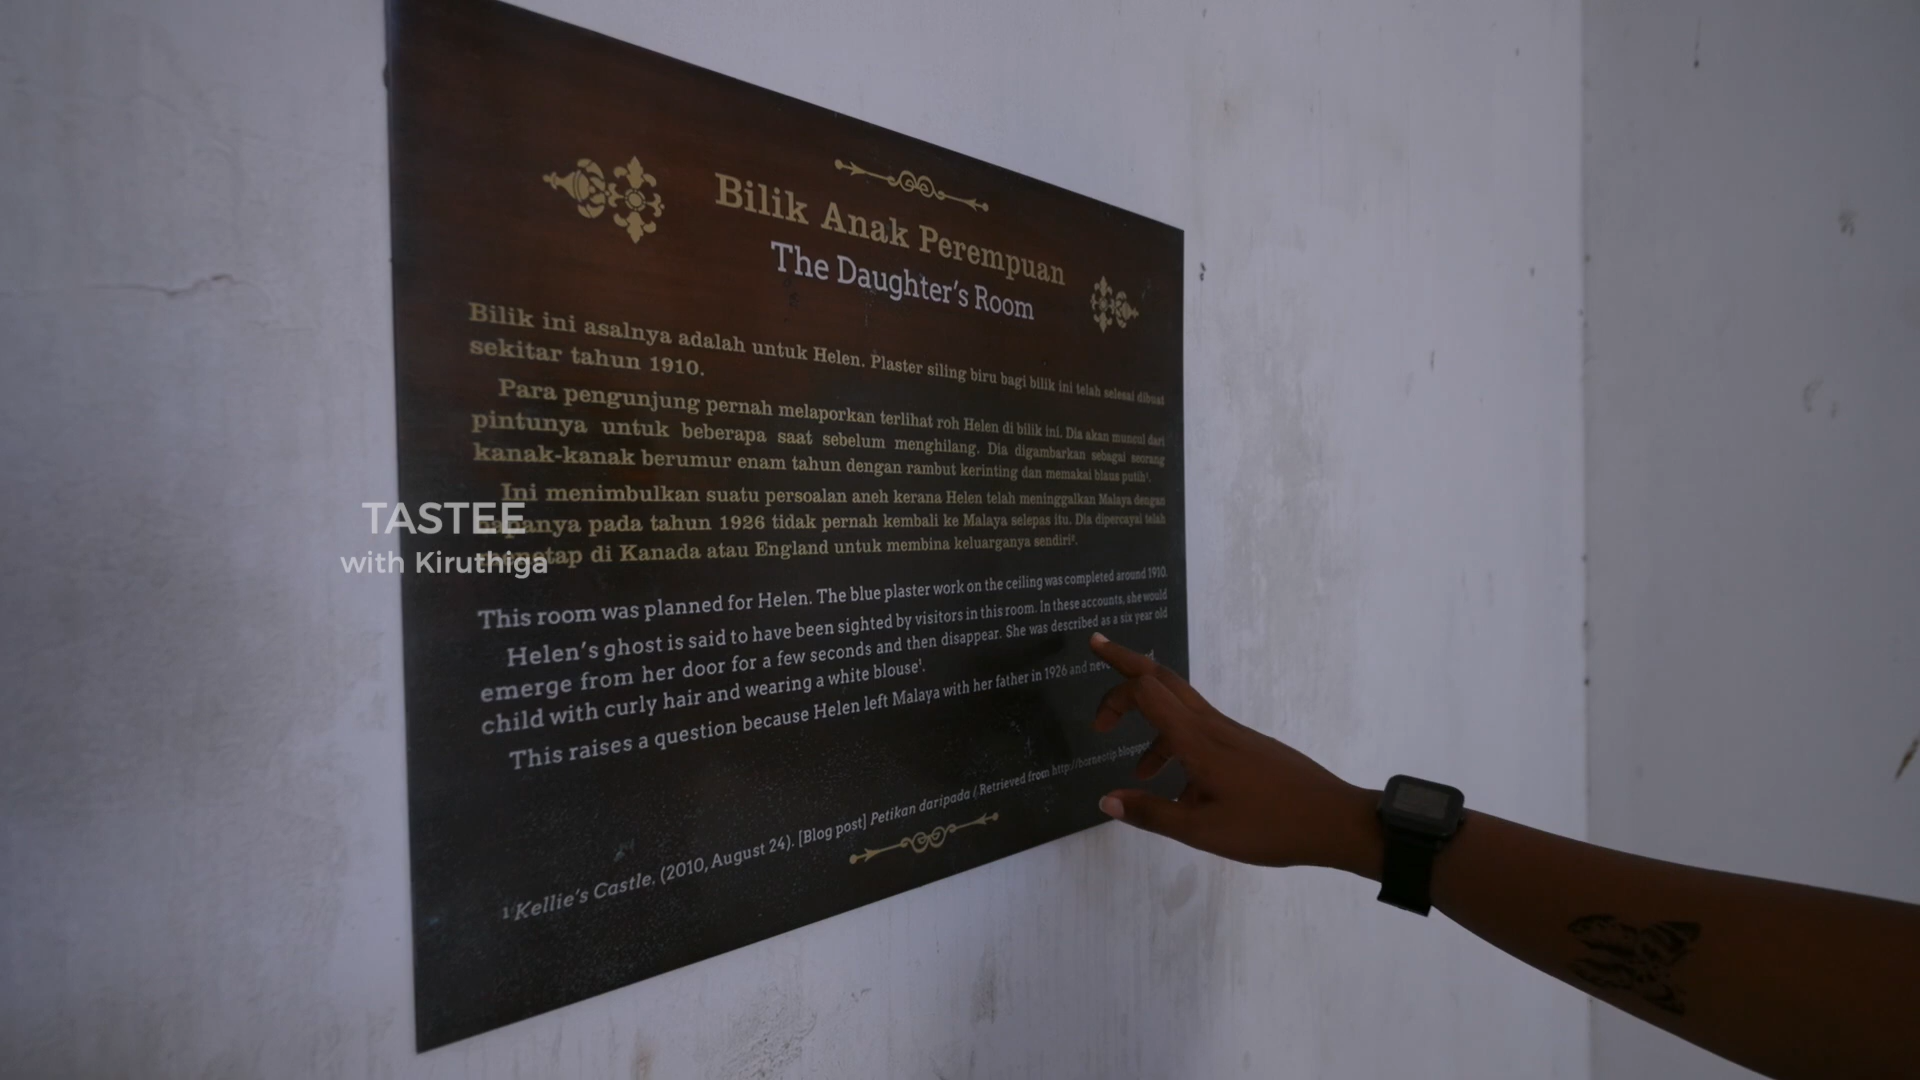 Bilik Anak Perempuan
The Daughter's Room
Bilik ini asalnya adalah untuk Helen. Plaster siling biru bagi bilik ini telah selesai dibuat
sekitar tahun 1910.
Para pengunjung pernah melaporkan terlihat roh Helen di bilik ini. Dia akan muncul dari
pintunya untuk beberapa saat sebelum menghilang. Dia digambarkan sebagai seorang
kanak-kanak berumur enam tahun dengan rambut kerinting dan memakai blaus putih¹.
Ini menimbulkan suatu persoalan aneh kerana Helen telah meninggalkan Malaya dengan
pada tahun 1926 tidak pernah kembali ke Malaya selepas itu. Dia dipercayai telah
di Kanada atau England untuk membina keluarganya sendiri².
TASTEE
with Kiruthiga
This room was planned for Helen. The blue plaster work on the ceiling was completed around 1910.
Helen's ghost is said to have been sighted by visitors in this room. In these accounts, she would
emerge from her door for a few seconds and then disappear. She was described as a six year old
child with curly hair and wearing a white blouse¹.
This raises a question because Helen left Malaya with her father in 1926 and
¹ Kellie's Castle. (2010, August 24). [Blog post] Petikan daripada / Retrieved from